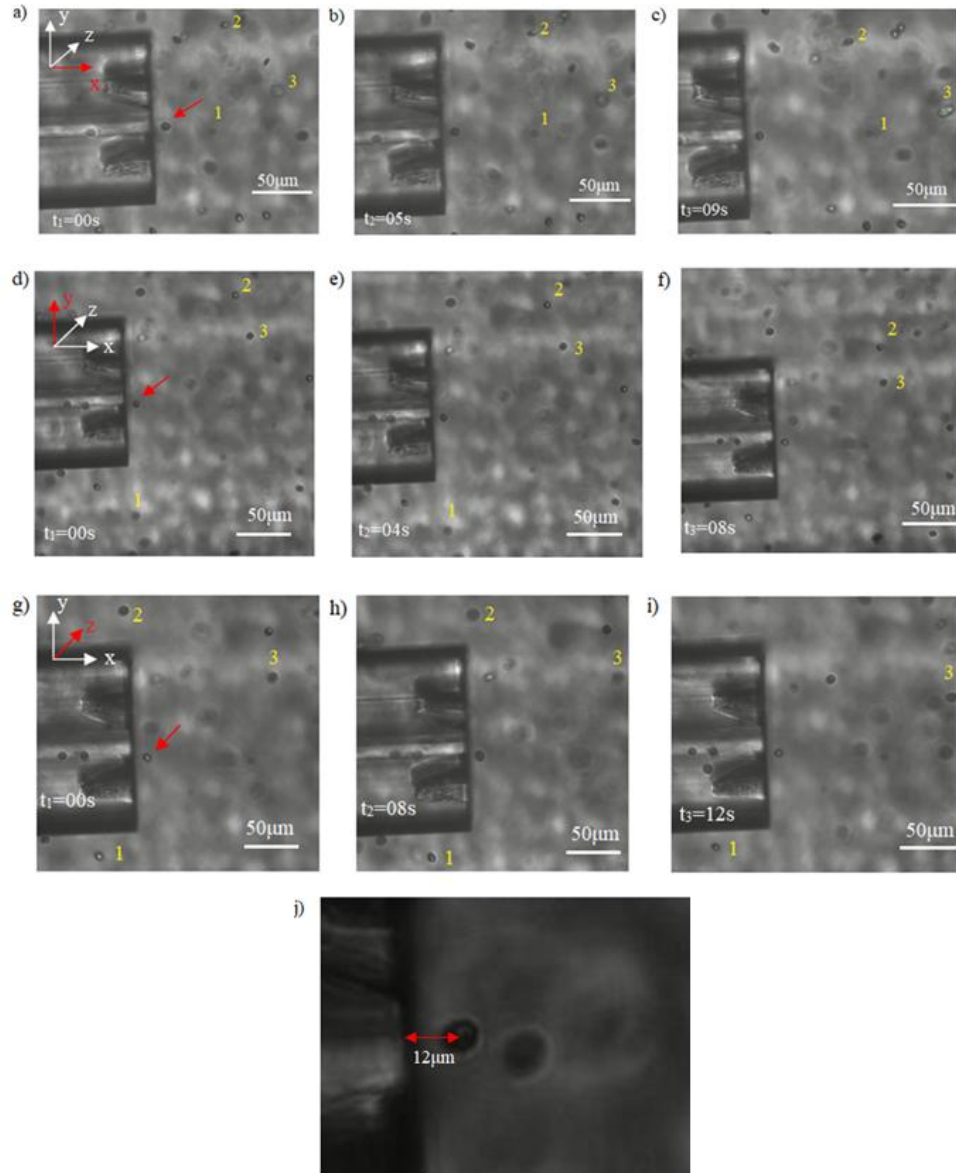 a)
y
z
x
2
3
1
50μm
t₁=00s
b)
2
3
1
50μm
t₂=05s
c)
2
3
1
50μm
t₃=09s
d)
y
z
x
2
3
1
50μm
t₁=00s
e)
2
3
1
50μm
t₂=04s
f)
2
3
50μm
t₃=08s
g)
y
z
x
2
3
1
50μm
t₁=00s
h)
2
3
1
50μm
t₂=08s
i)
3
1
50μm
t₃=12s
j)
12μm